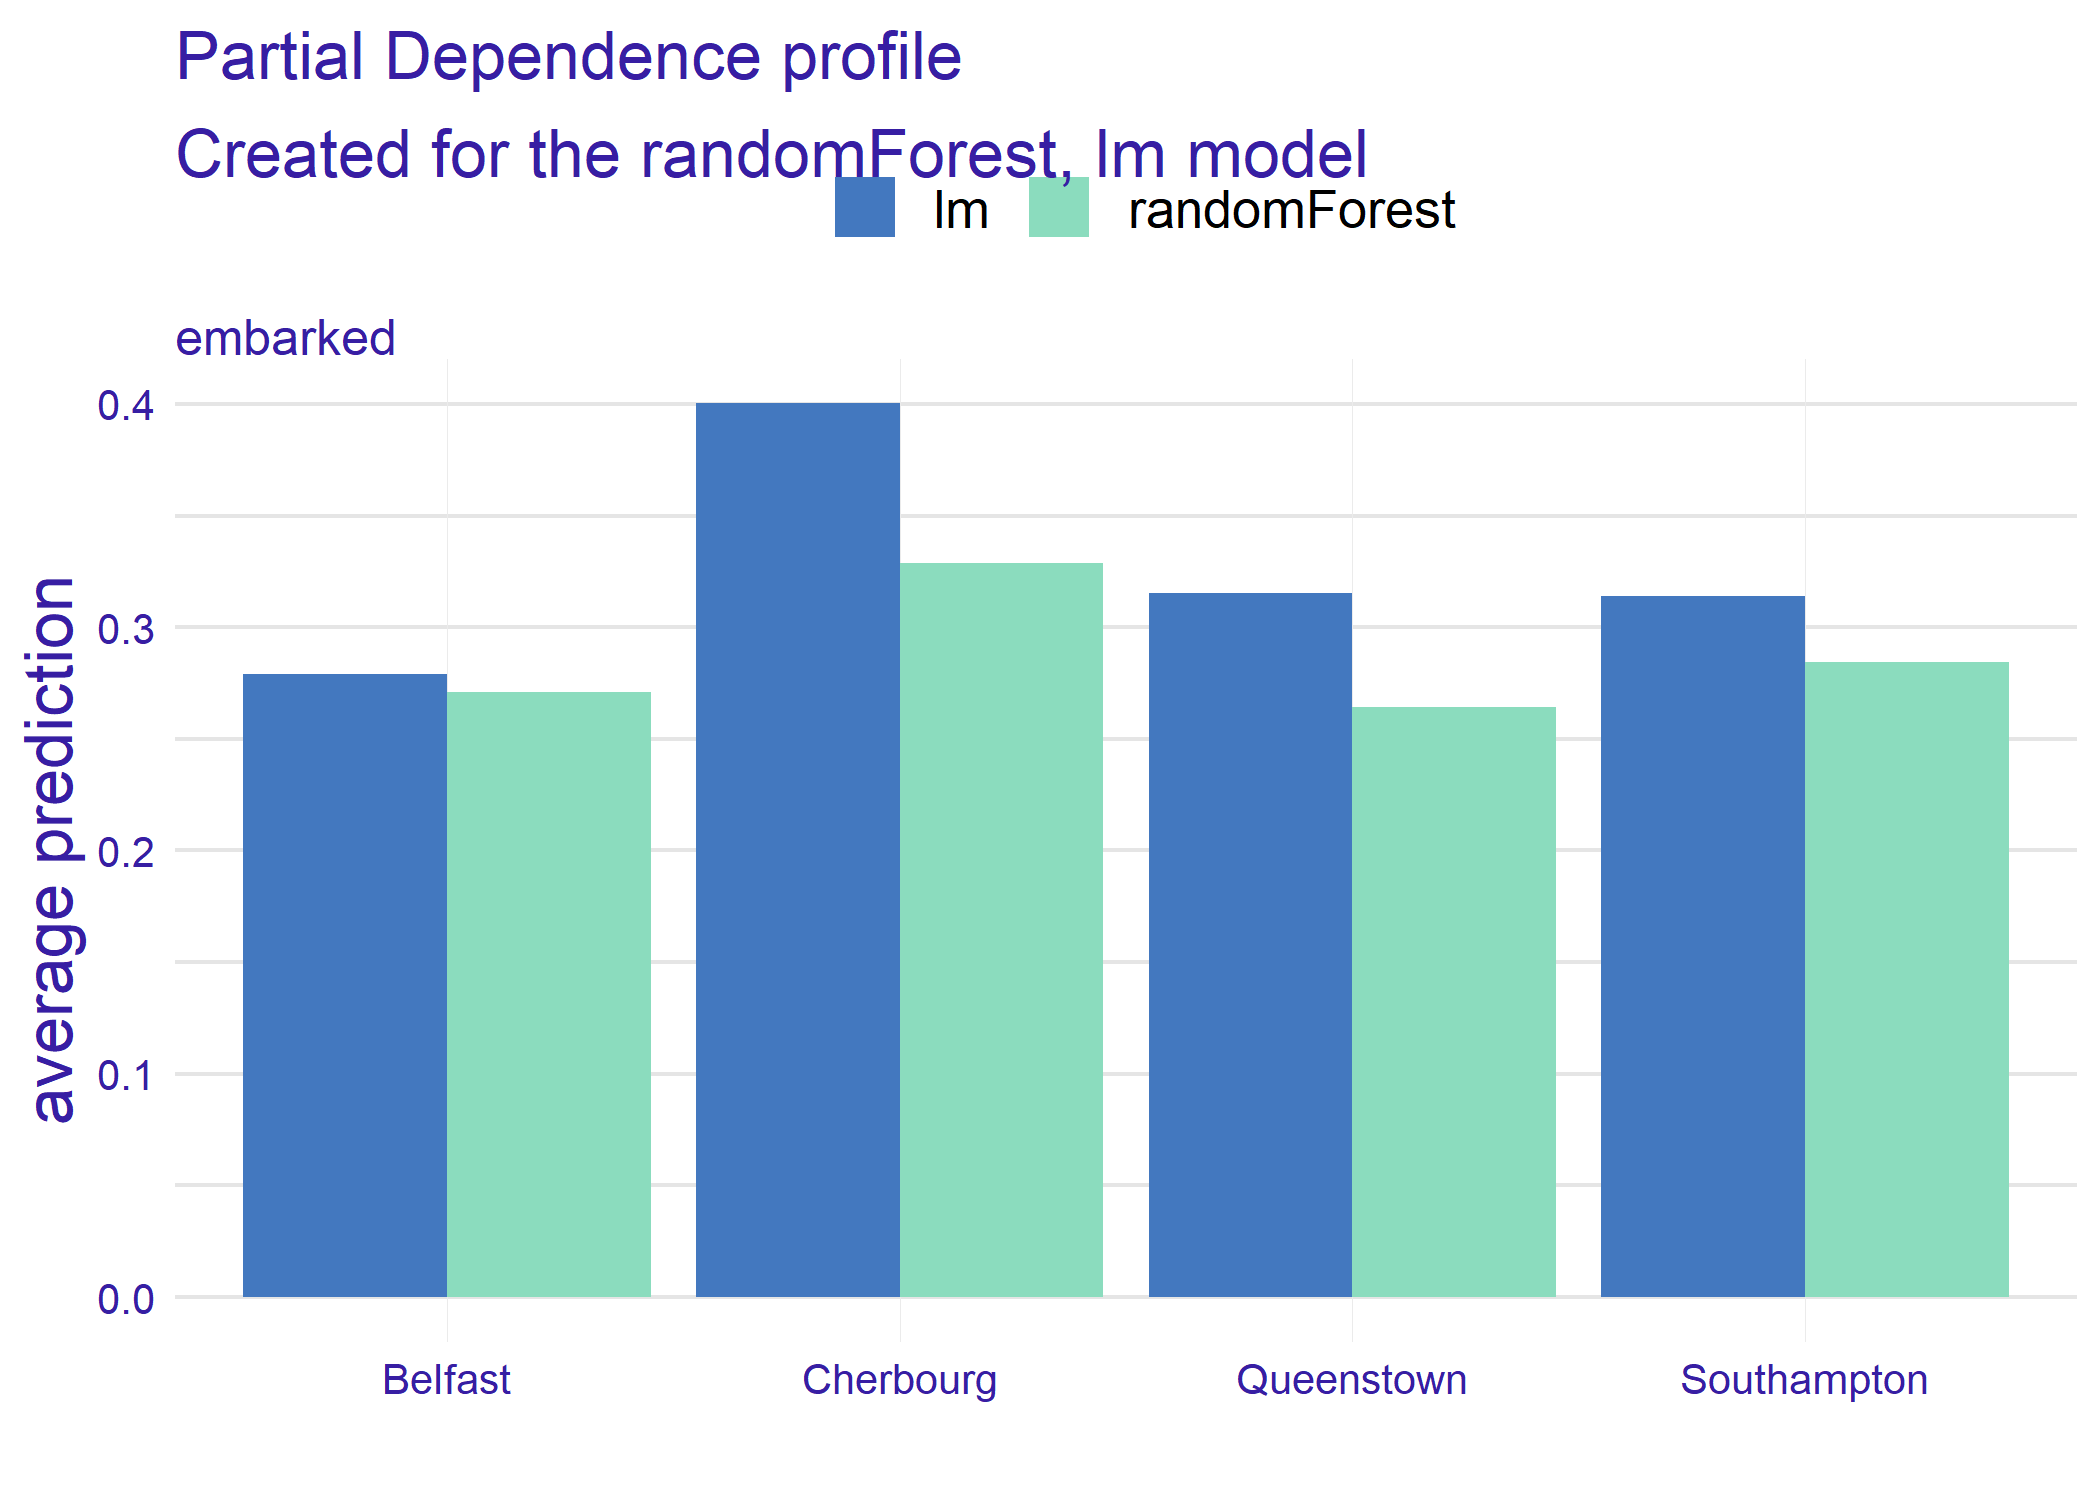 Partial Dependence profile
Created for the randomForest, lm model
lm randomForest
embarked
average prediction
0.4
0.3
0.2
0.1
0.0
Belfast Cherbourg Queenstown Southampton